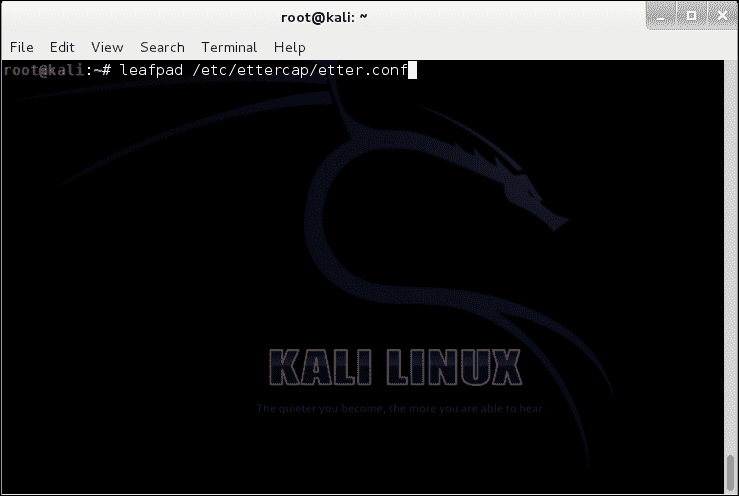 root@kali: ~
File Edit View Search Terminal Help
root@kali:~# leafpad /etc/ettercap/etter.conf
KALI LINUX
The quieter you become, the more you are able to hear